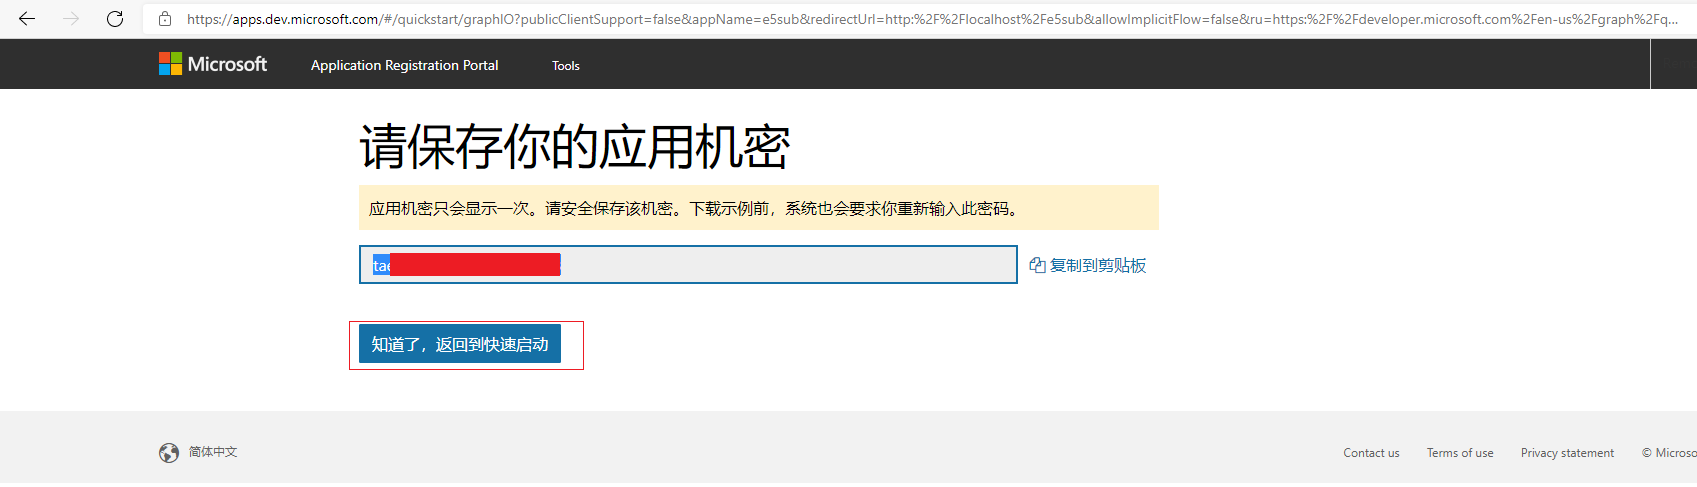 https://apps.dev.microsoft.com/#/quickstart/graphIO?publicClientSupport=false&appName=e5sub&redirectUrl=http:%2F%2Flocalhost%2Fe5sub&allowImplicitFlow=false&ru=https:%2F%2Fdeveloper.microsoft.com%2Fen-us%2Fgraph%2Fq...
Microsoft Application Registration Portal Tools
请保存你的应用机密
应用机密只会显示一次。请安全保存该机密。下载示例前，系统也会要求你重新输入此密码。
tae 复制到剪贴板
知道了，返回到快速启动
简体中文 Contact us Terms of use Privacy statement © Microso